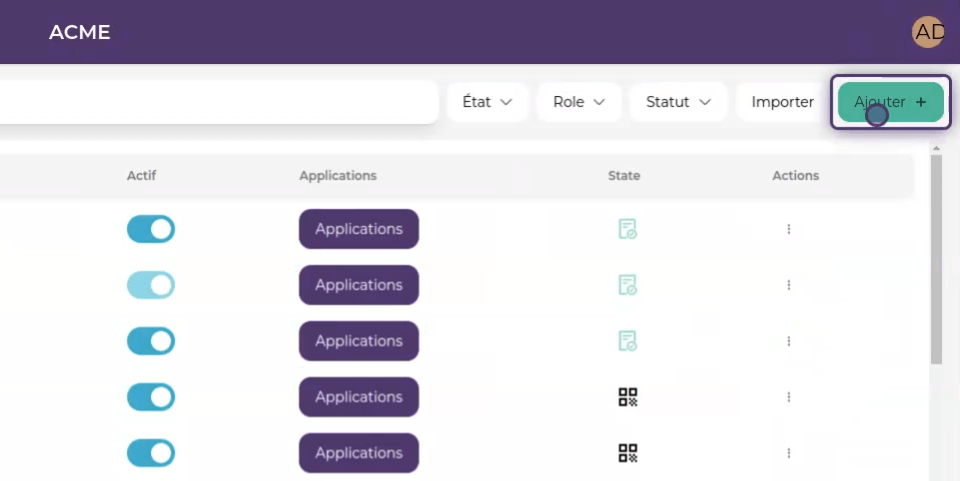 ACME AD
État Role Statut Importer Ajouter +
Actif Applications State Actions
Applications
Applications
Applications
Applications
Applications